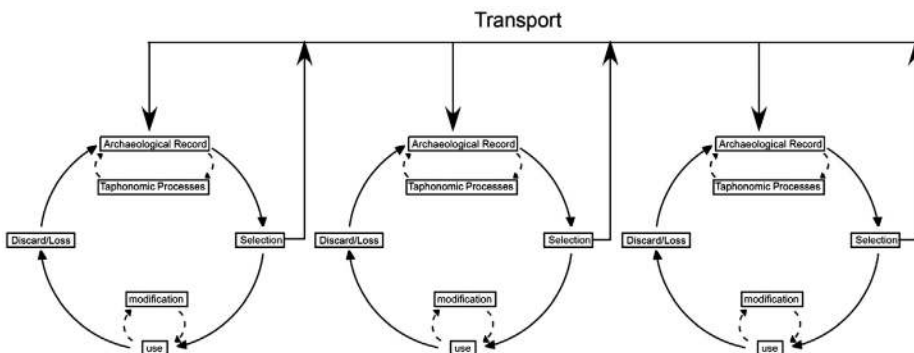 Transport
Archaeological Record
Taphonomic Processes
Discard/Loss
Selection
modification
use
Archaeological Record
Taphonomic Processes
Discard/Loss
Selection
modification
use
Archaeological Record
Taphonomic Processes
Discard/Loss
Selection
modification
use